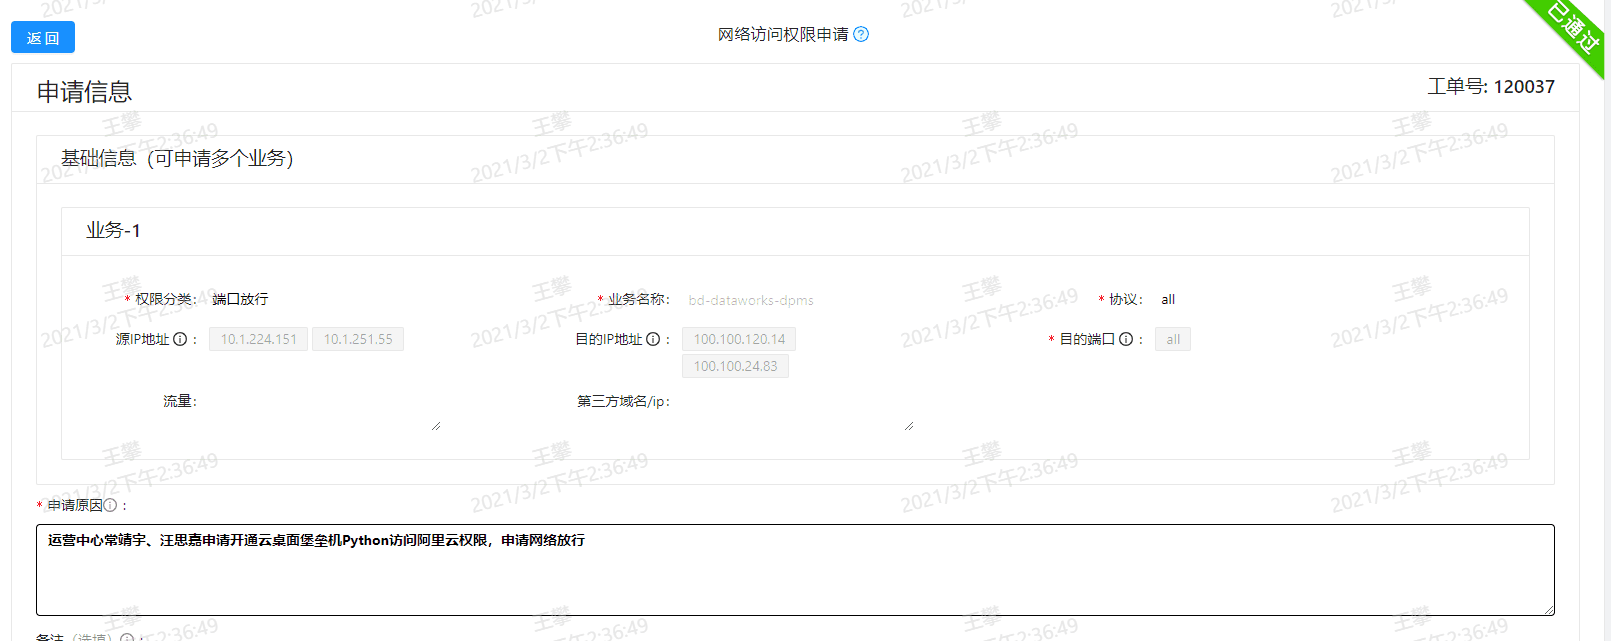 返 回
网络访问权限申请
已通过
申请信息
工单号: 120037
基础信息（可申请多个业务）
业务-1
* 权限分类： 端口放行
* 业务名称： bd-dataworks-dpms
* 协议： all
源IP地址 ： 10.1.224.151 10.1.251.55
目的IP地址 ： 100.100.120.14
100.100.24.83
* 目的端口 ： all
流量：
第三方域名/ip：
* 申请原因 ：
运营中心常靖宇、汪思嘉申请开通云桌面堡垒机Python访问阿里云权限，申请网络放行
备注（选填） ：
王攀
2021/3/2下午2:36:49